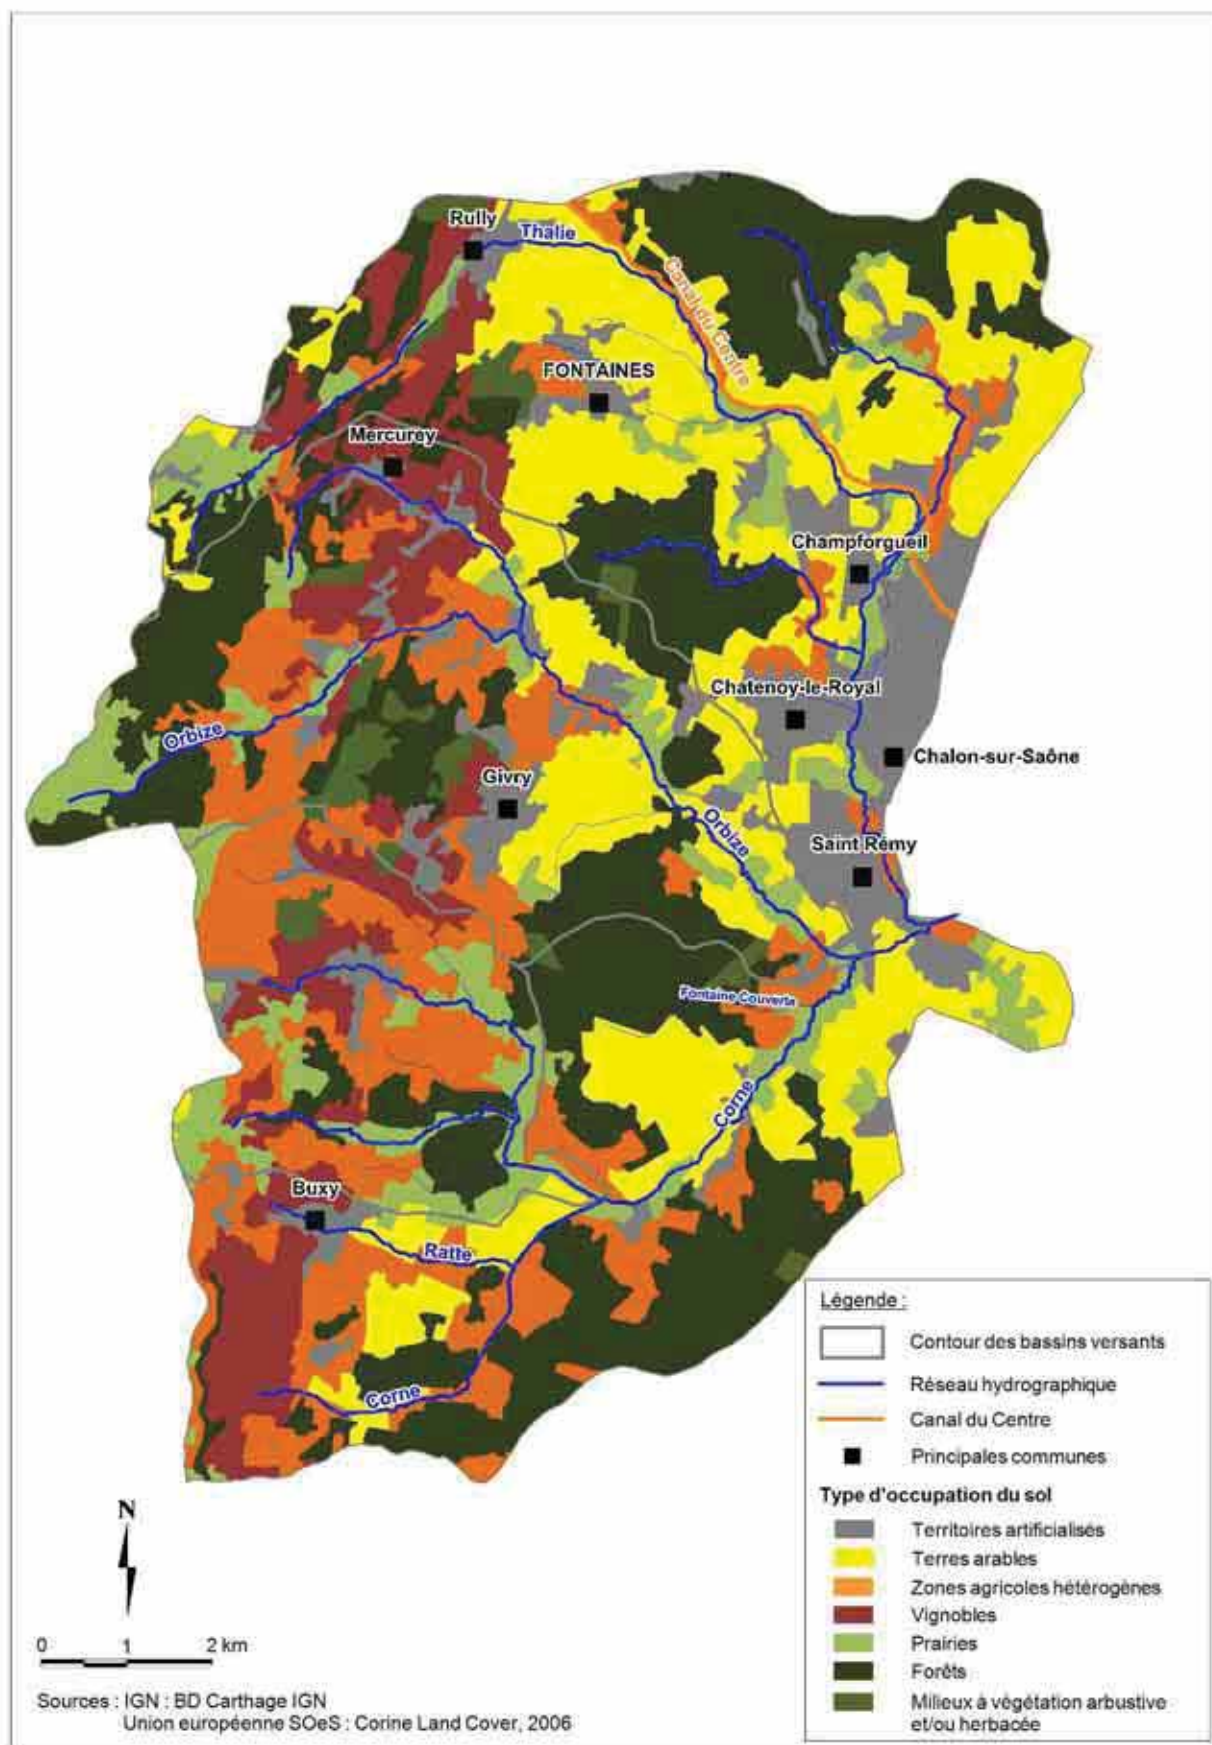 Rully
Thalie
Canal du Centre
FONTAINES
Mercurey
Champforgueil
Chatenoy-le-Royal
Orbize
Chalon-sur-Saône
Givry
Orbize
Saint Rémy
Fontaine Couverte
Corne
Buxy
Ratte
Corne
Légende :
Contour des bassins versants
Réseau hydrographique
Canal du Centre
Principales communes
Type d'occupation du sol
Territoires artificialisés
Terres arables
Zones agricoles hétérogènes
Vignobles
Prairies
Forêts
Milieux à végétation arbustive
et/ou herbacée
N
0 1 2 km
Sources : IGN : BD Carthage IGN
Union européenne SOeS : Corine Land Cover, 2006